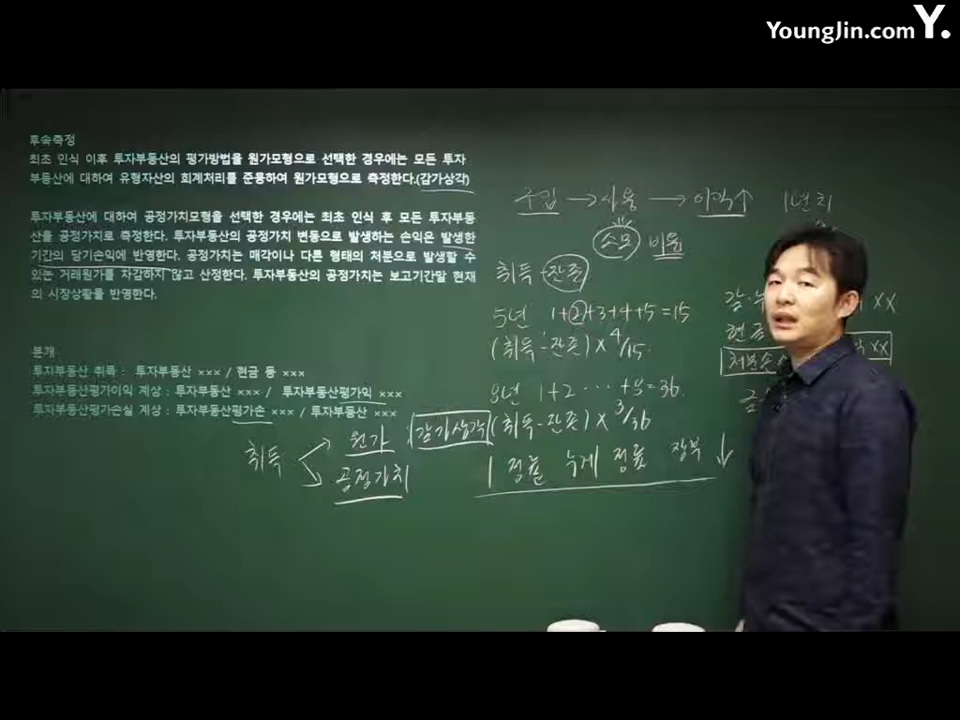 YoungJin.com Y.
후속측정
최초 인식 이후 투자부동산의 평가방법을 원가모형으로 선택한 경우에는 모든 투자
부동산에 대하여 유형자산의 회계처리를 준용하여 원가모형으로 측정한다.(감가상각)
투자부동산에 대하여 공정가치모형을 선택한 경우에는 최초 인식 후 모든 투자부동
산을 공정가치로 측정한다. 투자부동산의 공정가치 변동으로 발생하는 손익은 발생한
기간의 당기손익에 반영한다. 공정가치는 매각이나 다른 형태의 처분으로 발생할 수
있는 거래원가를 차감하지 않고 산정한다. 투자부동산의 공정가치는 보고기간말 현재
의 시장상황을 반영한다.
분개
투자부동산 취득 : 투자부동산 ××× / 현금 등 ×××
투자부동산평가이익 계상 : 투자부동산 ××× / 투자부동산평가익 ×××
투자부동산평가손실 계상 : 투자부동산평가손 ××× / 투자부동산 ×××
취득 원가 감가상각
공정가치
구입 → 사용 → 이익↑ 1년치
소모 비율
취득 - 잔존
5년 1+2+3+4+5=15
(취득-잔존)×4/15
8년 1+2 ··· +8=36
(취득-잔존)×3/36
정률 누계 정률 장부 ↓
××
××